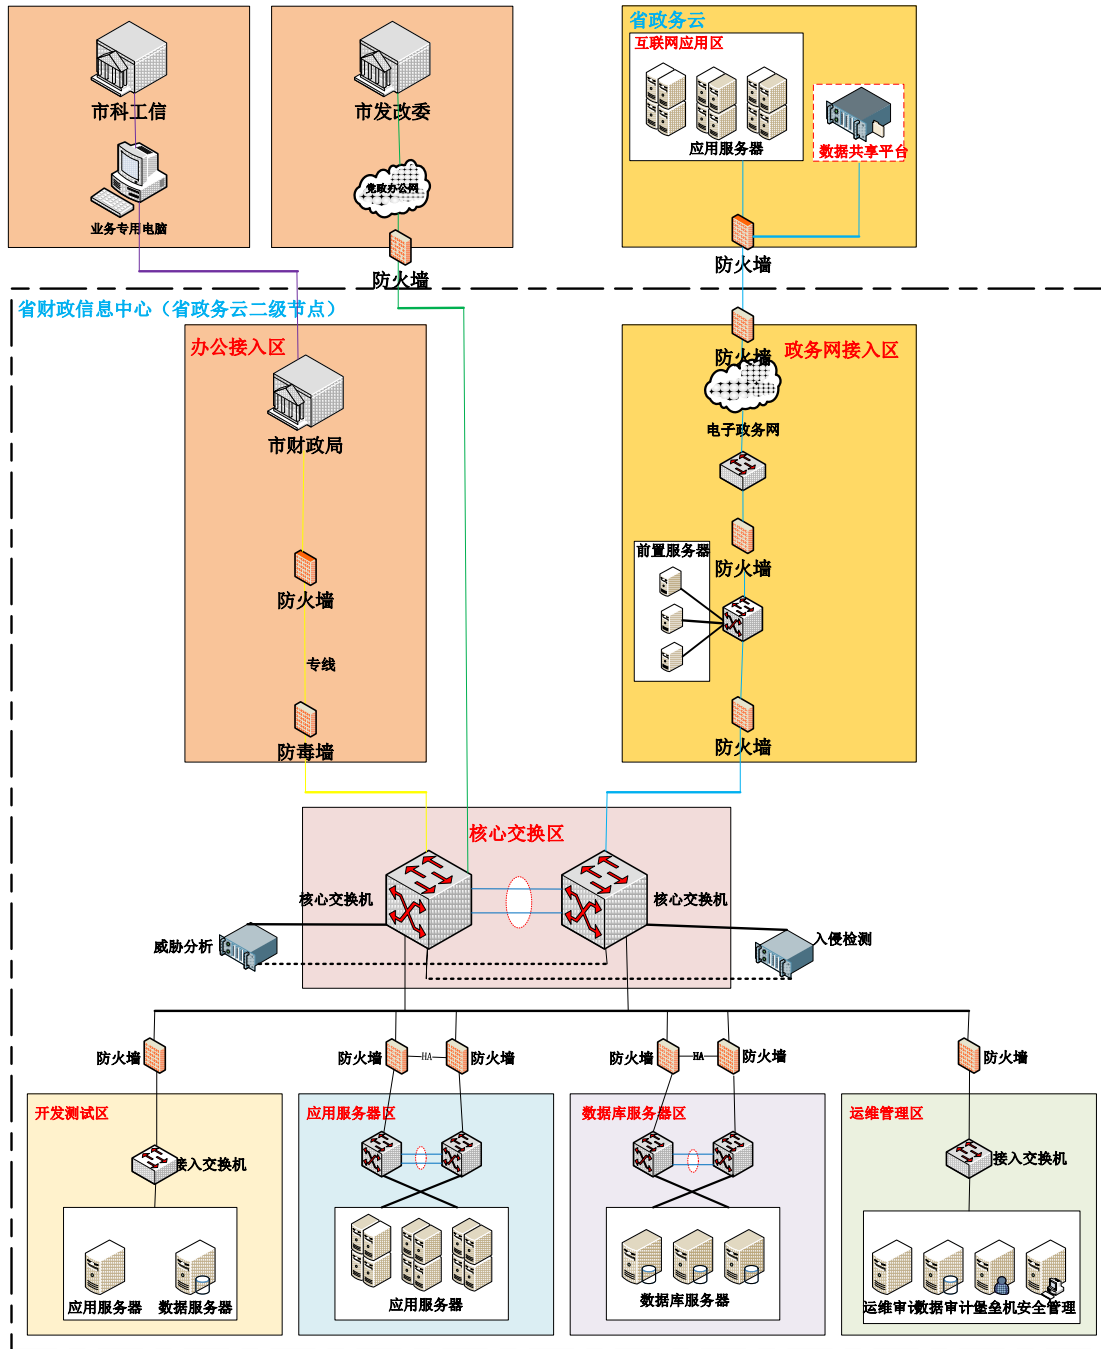 市科工信
业务专用电脑
市发改委
党政办公网
防火墙
省政务云
互联网应用区
应用服务器
数据共享平台
防火墙
省财政信息中心（省政务云二级节点）
办公接入区
市财政局
防火墙
专线
防毒墙
防火墙
政务网接入区
电子政务网
防火墙
前置服务器
防火墙
核心交换区
核心交换机
核心交换机
威胁分析
入侵检测
防火墙
防火墙
HA
防火墙
防火墙
HA
防火墙
防火墙
开发测试区
接入交换机
应用服务器
数据服务器
应用服务器区
应用服务器
数据库服务器区
数据库服务器
运维管理区
接入交换机
运维审计
数据审计
堡垒机
安全管理